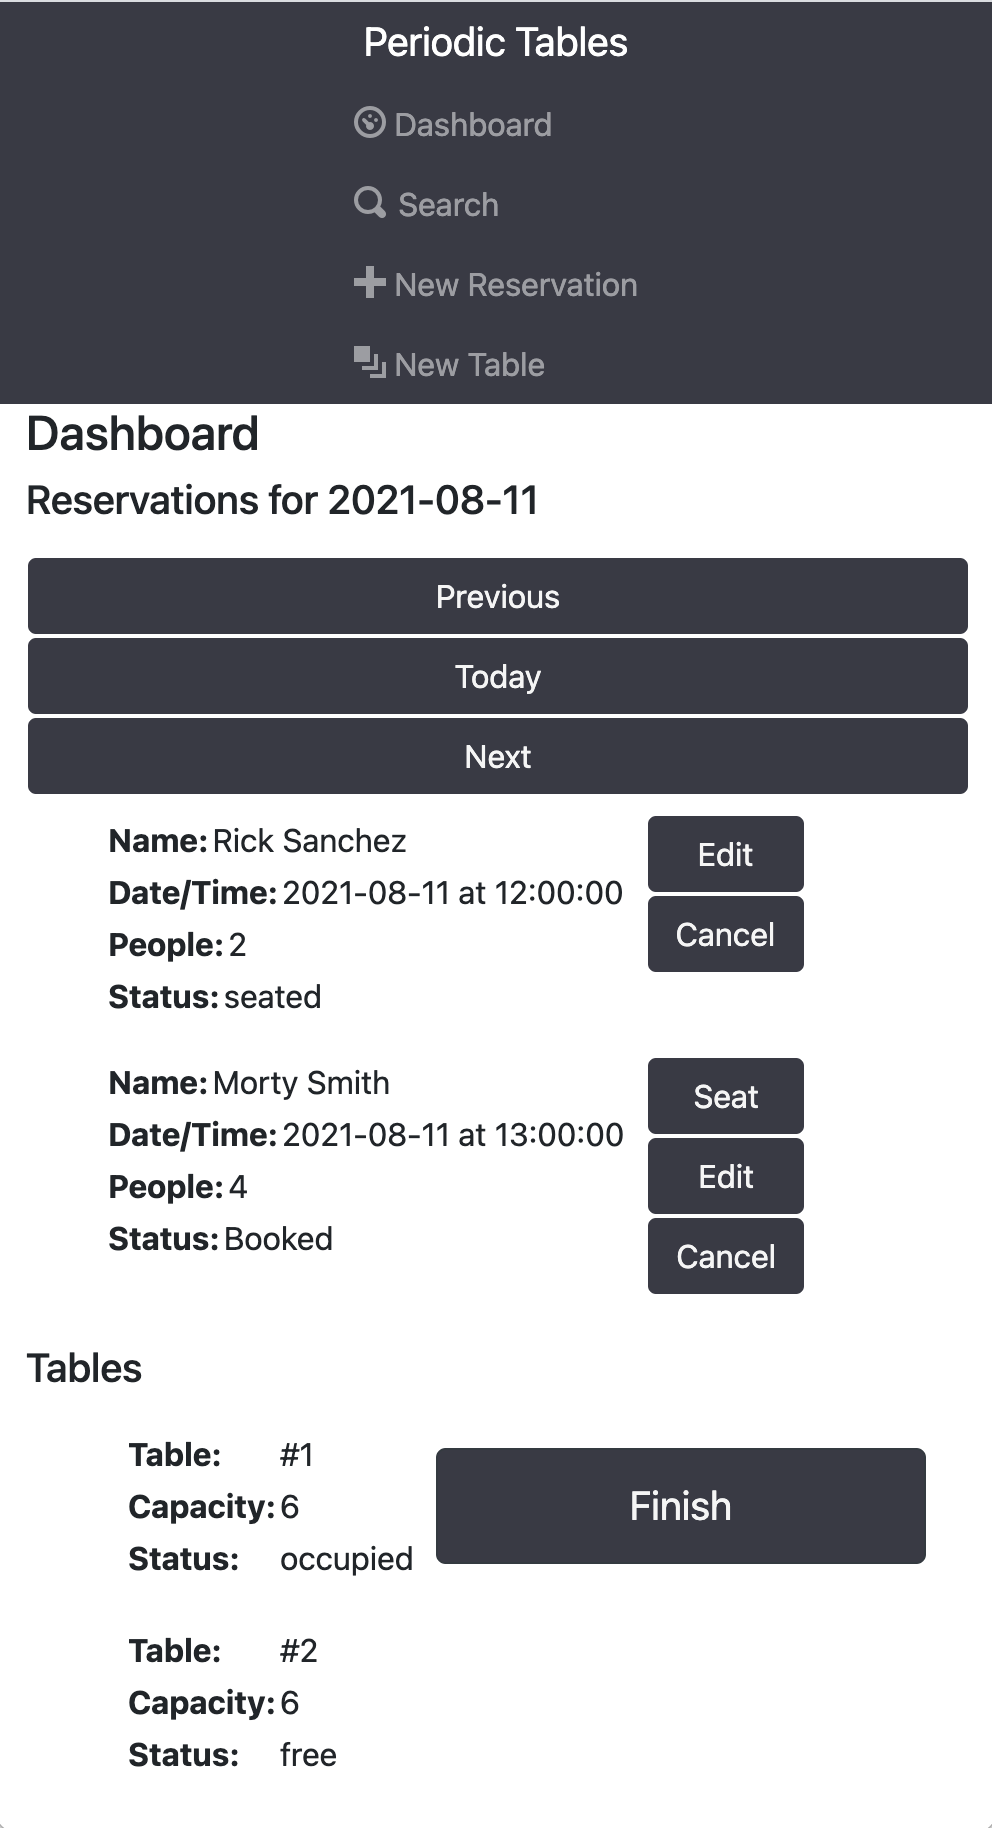 Periodic Tables
Dashboard
Search
New Reservation
New Table
Dashboard
Reservations for 2021-08-11
Previous
Today
Next
Name: Rick Sanchez
Date/Time: 2021-08-11 at 12:00:00
People: 2
Status: seated
Edit
Cancel
Name: Morty Smith
Date/Time: 2021-08-11 at 13:00:00
People: 4
Status: Booked
Seat
Edit
Cancel
Tables
Table: #1
Capacity: 6
Status: occupied
Finish
Table: #2
Capacity: 6
Status: free